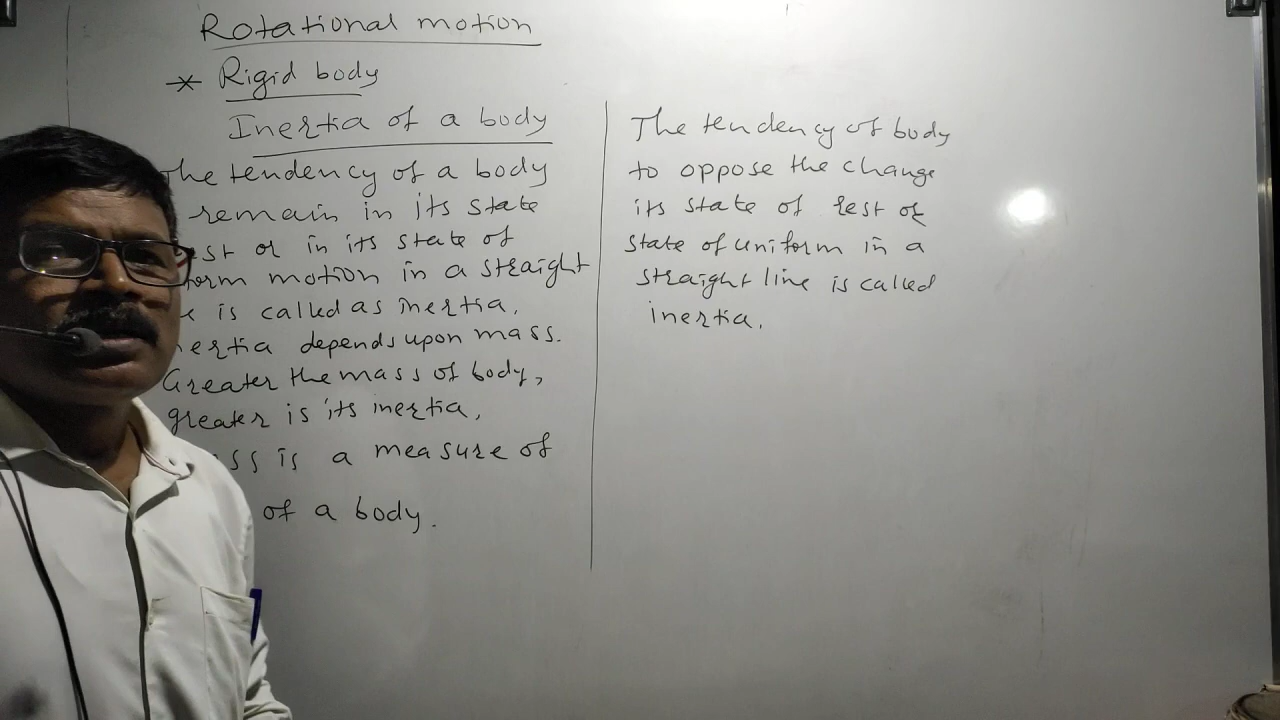 Rotational motion
* Rigid body
Inertia of a body
The tendency of a body
remain in its state
or in its state of
motion in a straight
is called as inertia.
depends upon mass.
Greater the mass of body,
greater is its inertia,
is a measure of
of a body.
The tendency of body
to oppose the change
its state of rest or
state of uniform in a
straight line is called
inertia.